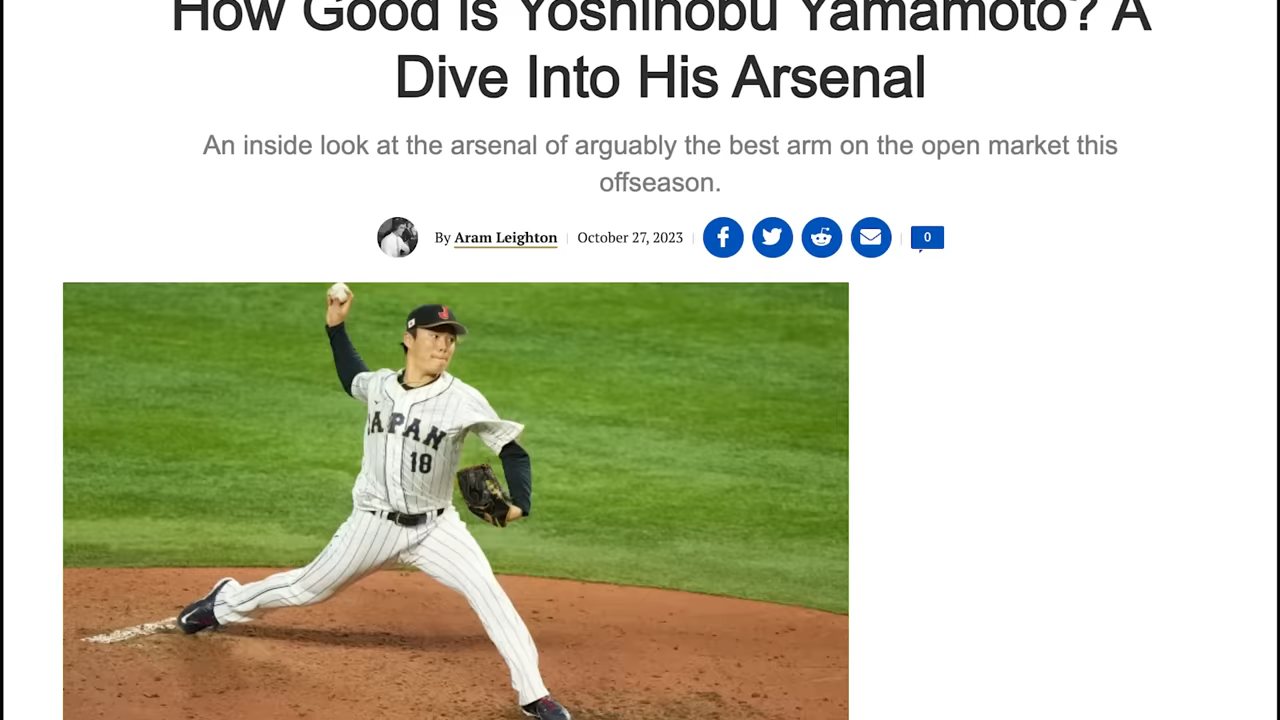 How Good Is Yoshinobu Yamamoto? A
Dive Into His Arsenal
An inside look at the arsenal of arguably the best arm on the open market this
offseason.
By Aram Leighton | October 27, 2023
0
JAPAN
18